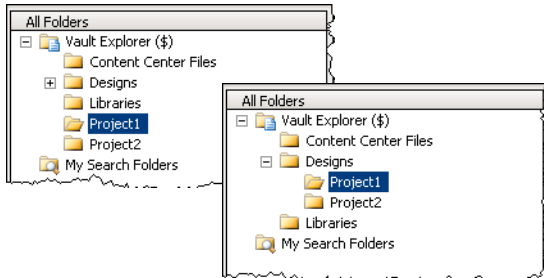 All Folders
Vault Explorer ($)
Content Center Files
Designs
Libraries
Project1
Project2
My Search Folders
All Folders
Vault Explorer ($)
Content Center Files
Designs
Project1
Project2
Libraries
My Search Folders